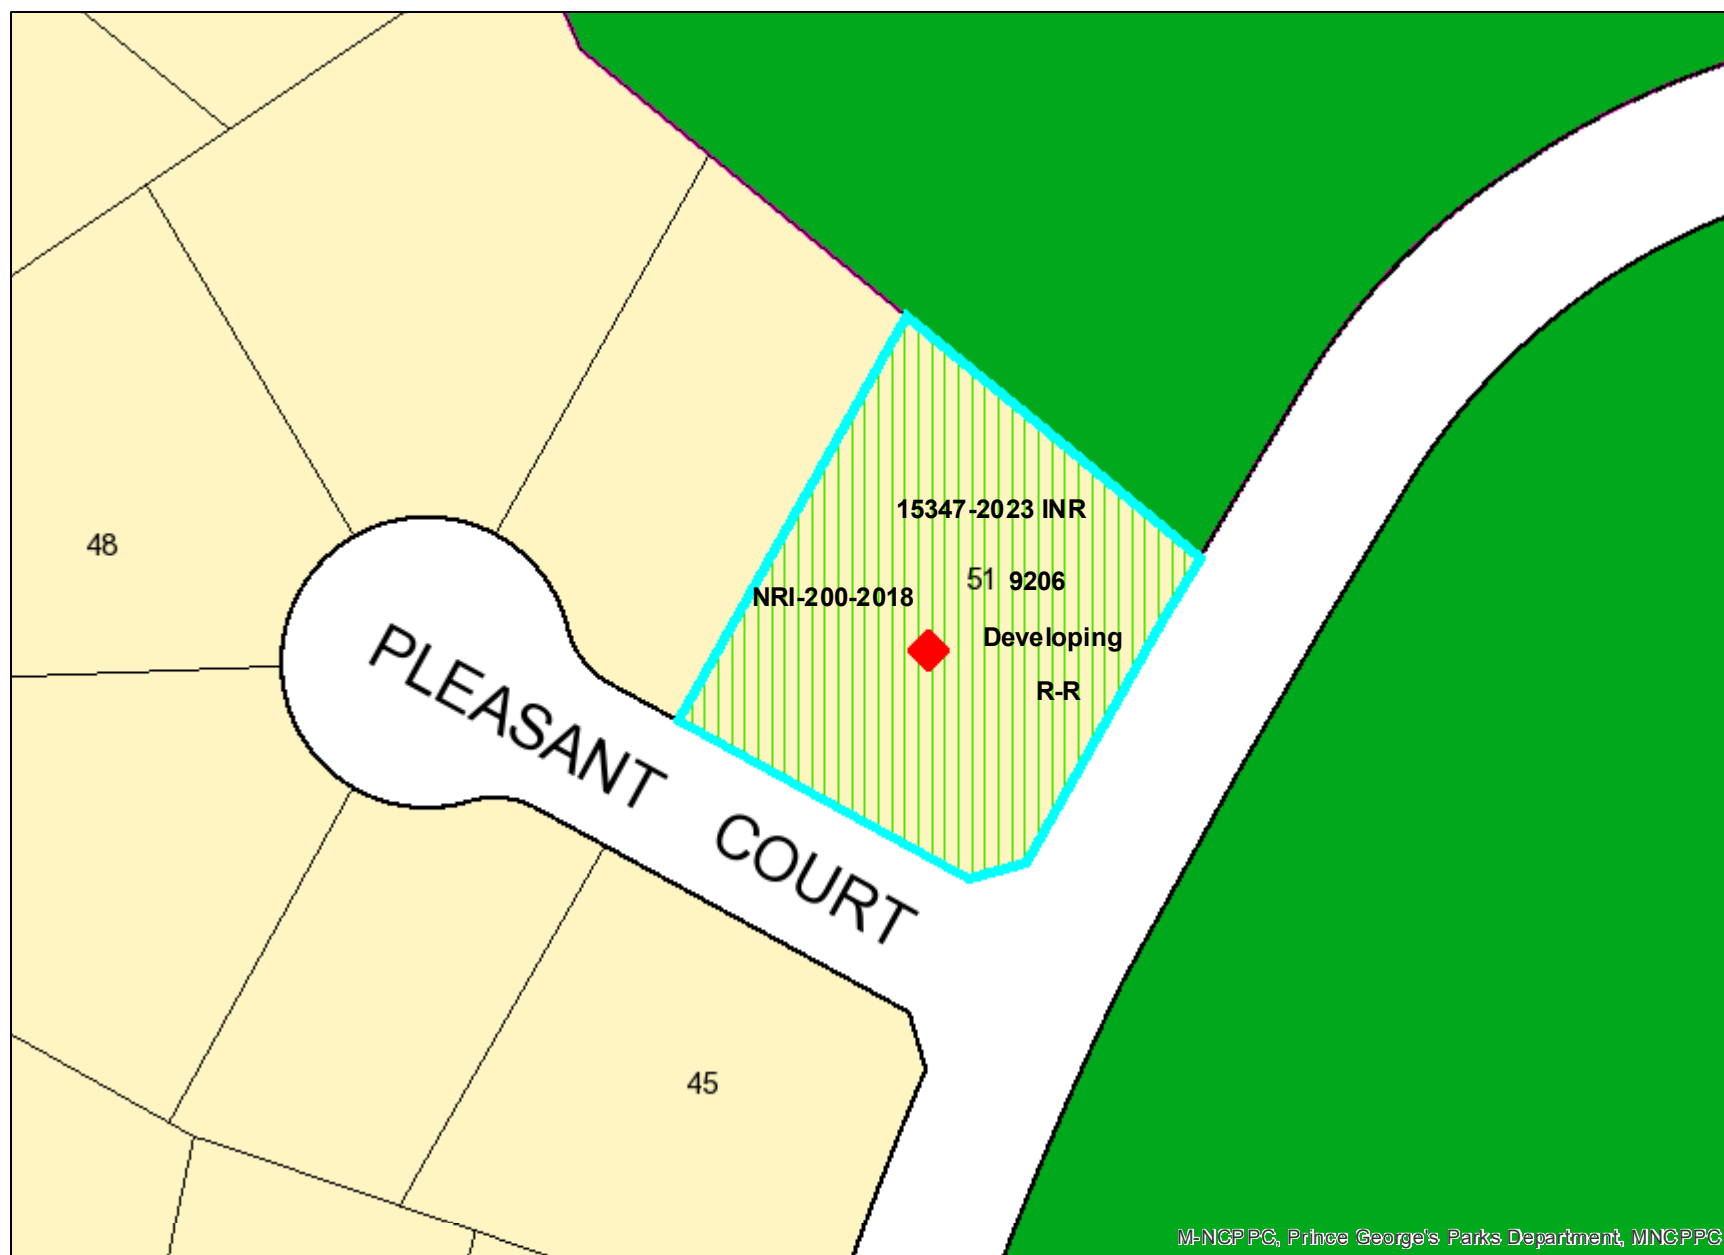 15347-2023 INR
48
51 9206
NRI-200-2018
Developing
R-R
PLEASANT COURT
45
M-NCPPC, Prince George's Parks Department, MNCPPC